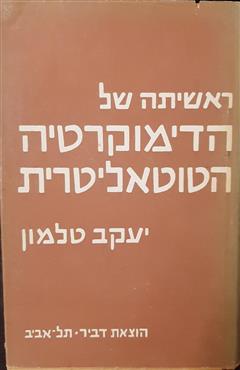 ראשיתה של
הדימוקרטיה
הטוטאליטרית
יעקב טלמון
הוצאת דביר • תל-אביב